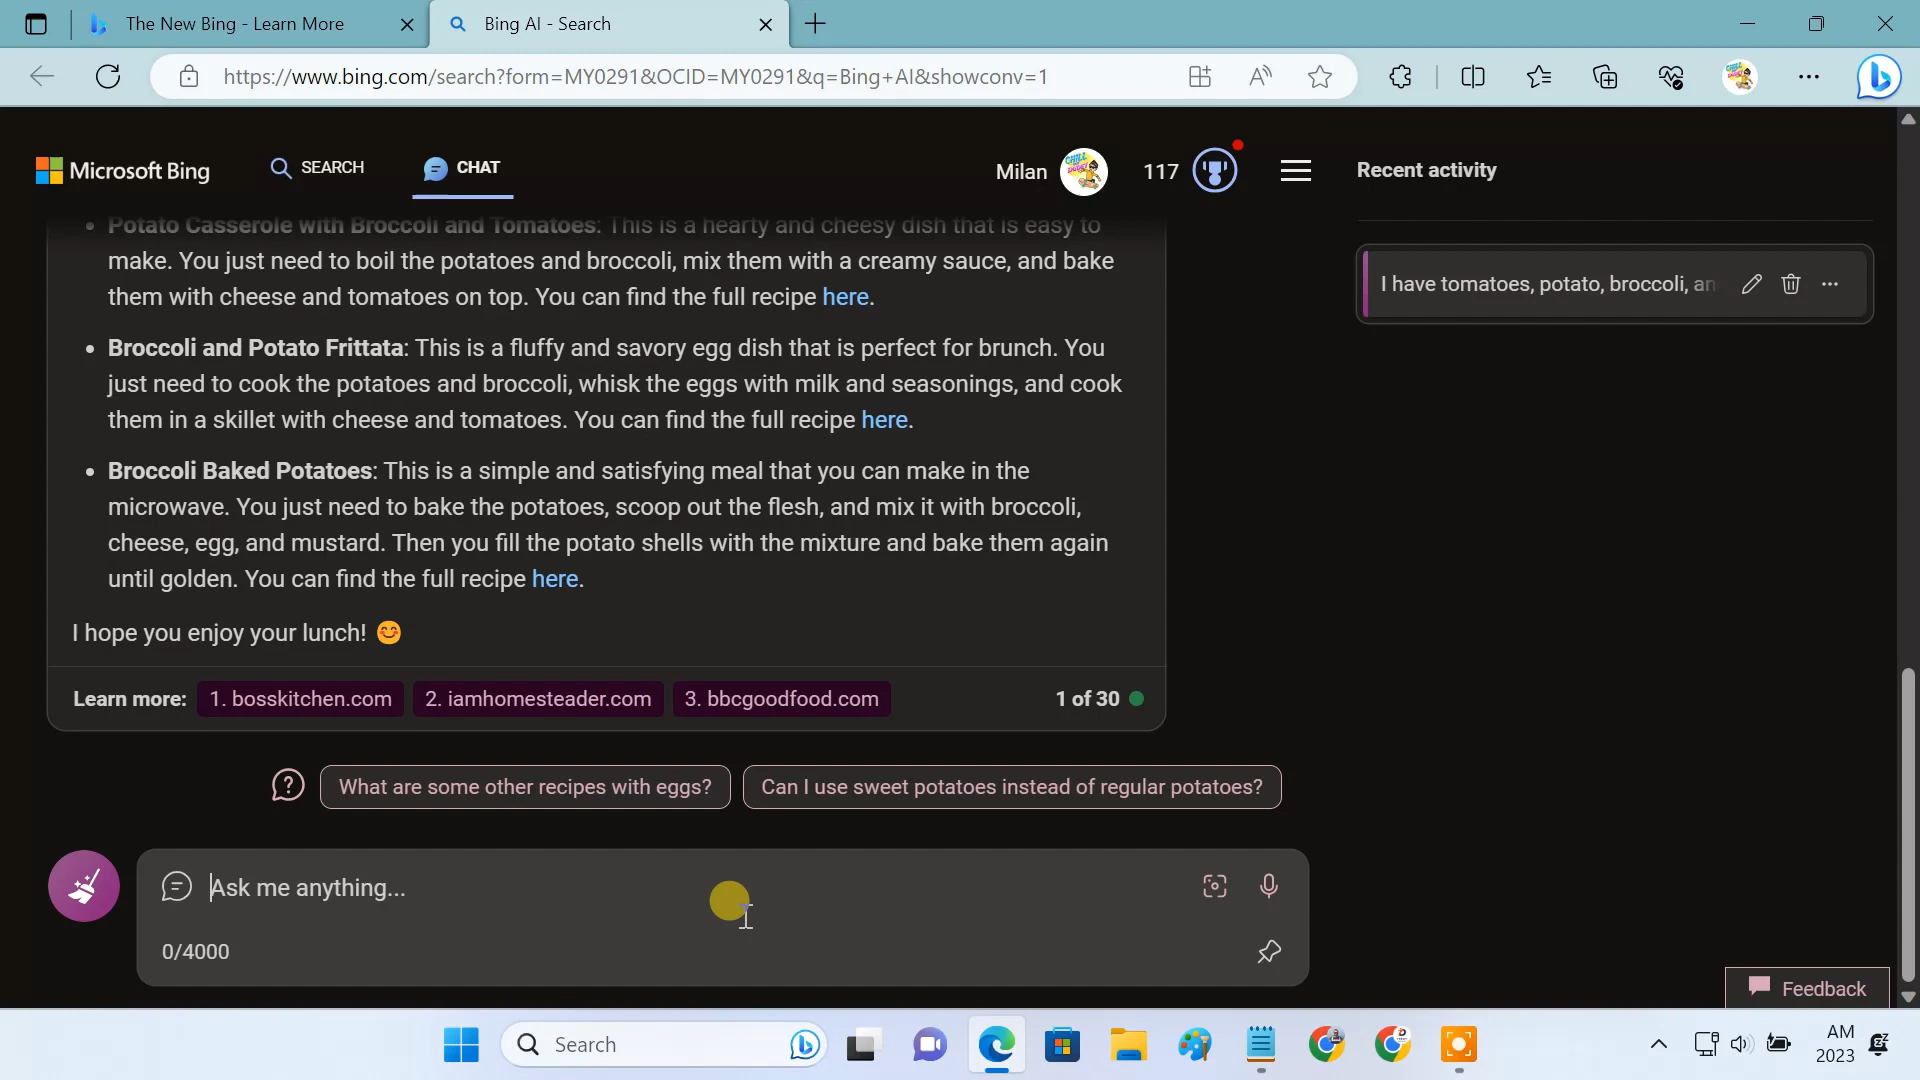 The New Bing - Learn More
Bing AI - Search
https://www.bing.com/search?form=MY0291&OCID=MY0291&q=Bing+AI&showconv=1
Microsoft Bing
SEARCH
CHAT
Milan
117
Recent activity
Potato Casserole with Broccoli and Tomatoes: This is a hearty and cheesy dish that is easy to
make. You just need to boil the potatoes and broccoli, mix them with a creamy sauce, and bake
them with cheese and tomatoes on top. You can find the full recipe here.
I have tomatoes, potato, broccoli, an
Broccoli and Potato Frittata: This is a fluffy and savory egg dish that is perfect for brunch. You
just need to cook the potatoes and broccoli, whisk the eggs with milk and seasonings, and cook
them in a skillet with cheese and tomatoes. You can find the full recipe here.
Broccoli Baked Potatoes: This is a simple and satisfying meal that you can make in the
microwave. You just need to bake the potatoes, scoop out the flesh, and mix it with broccoli,
cheese, egg, and mustard. Then you fill the potato shells with the mixture and bake them again
until golden. You can find the full recipe here.
I hope you enjoy your lunch! 😊
Learn more: 1. bosskitchen.com 2. iamhomesteader.com 3. bbcgoodfood.com 1 of 30
What are some other recipes with eggs?
Can I use sweet potatoes instead of regular potatoes?
Ask me anything...
0/4000
Feedback
Search
AM
2023